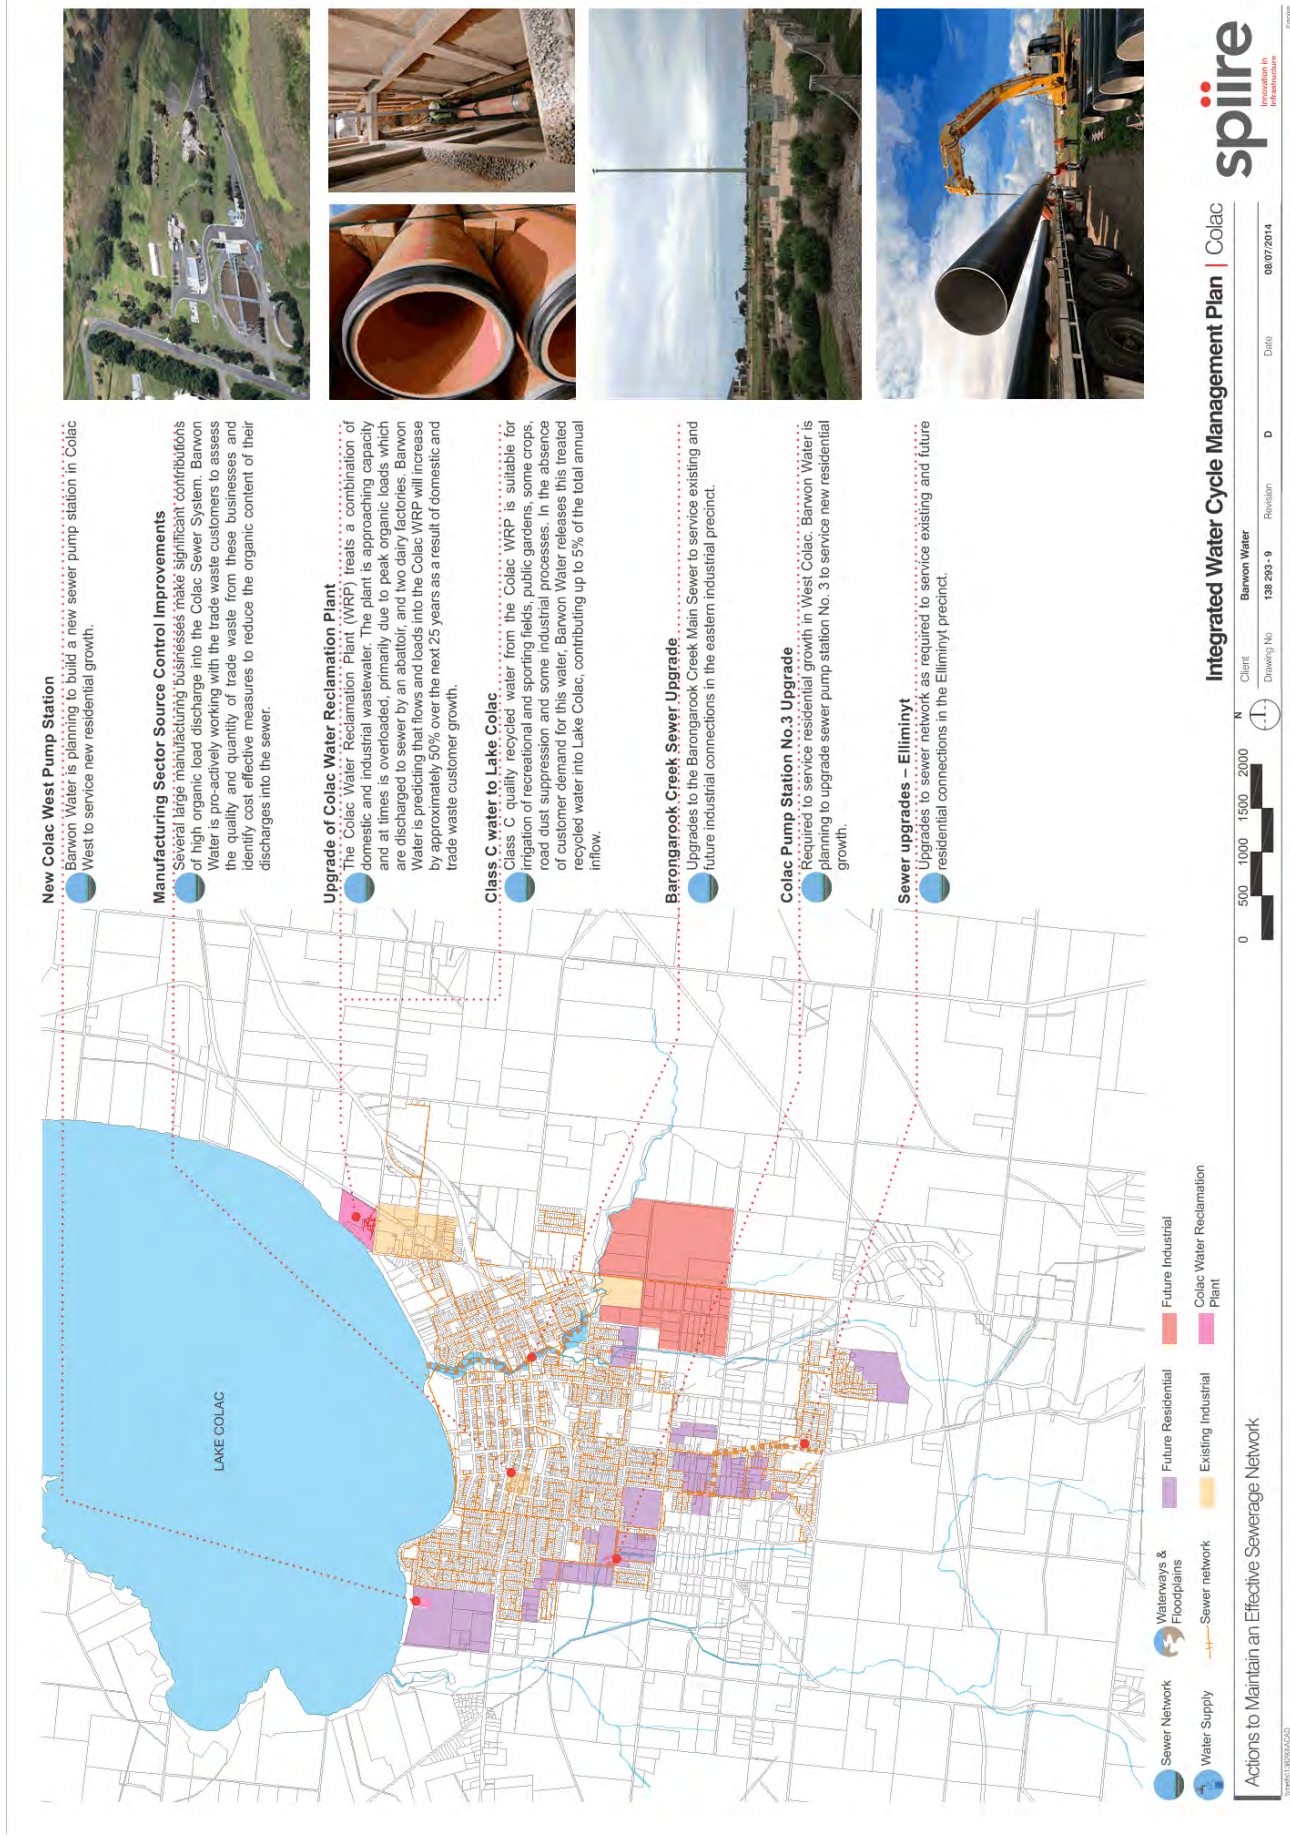 LAKE COLAC
New Colac West Pump Station
Barwon Water is planning to build a new sewer pump station in Colac
West to service new residential growth.
Manufacturing Sector Source Control Improvements
Several large manufacturing businesses make significant contributions
of high organic load discharge into the Colac Sewer System. Barwon
Water is pro-actively working with the trade waste customers to assess
the quality and quantity of trade waste from these businesses and
identify cost effective measures to reduce the organic content of their
discharges into the sewer.
Upgrade of Colac Water Reclamation Plant
The Colac Water Reclamation Plant (WRP) treats a combination of
domestic and industrial wastewater. The plant is approaching capacity
and at times is overloaded, primarily due to peak organic loads which
are discharged to sewer by an abattoir, and two dairy factories. Barwon
Water is predicting that flows and loads into the Colac WRP will increase
by approximately 50% over the next 25 years as a result of domestic and
trade waste customer growth.
Class C water to Lake Colac
Class C quality recycled water from the Colac WRP is suitable for
irrigation of recreational and sporting fields, public gardens, some crops,
road dust suppression and some industrial processes. In the absence
of customer demand for this water, Barwon Water releases this treated
recycled water into Lake Colac, contributing up to 5% of the total annual
inflow.
Barongarook Creek Sewer Upgrade
Upgrades to the Barongarook Creek Main Sewer to service existing and
future industrial connections in the eastern industrial precinct.
Colac Pump Station No.3 Upgrade
Required to service residential growth in West Colac. Barwon Water is
planning to upgrade sewer pump station No. 3 to service new residential
growth.
Sewer upgrades – Elliminyt
Upgrades to sewer network as required to service existing and future
residential connections in the Elliminyt precinct.
Sewer Network
Waterways &
Floodplains
Future Residential
Future Industrial
Water Supply
Sewer network
Existing Industrial
Colac Water Reclamation
Plant
Actions to Maintain an Effective Sewerage Network
0 500 1000 1500 2000
N
Integrated Water Cycle Management Plan | Colac
Client Barwon Water
Drawing No 138 293 - 9 Revision D Date 08/07/2014
spiire
Innovation in
Infrastructure